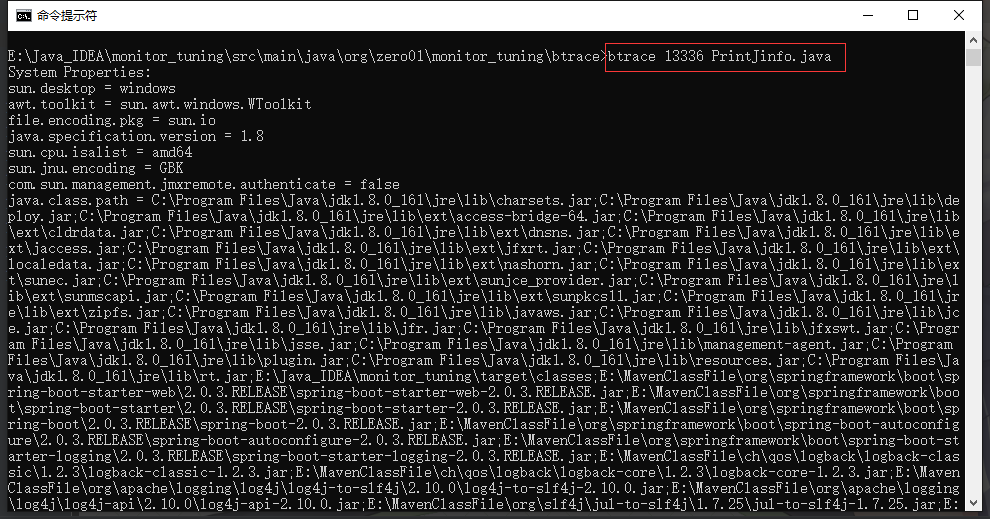 命令提示符
E:\Java_IDEA\monitor_tuning\src\main\java\org\zero01\monitor_tuning\btrace>btrace 13336 PrintJinfo.java
System Properties:
sun.desktop = windows
awt.toolkit = sun.awt.windows.WToolkit
file.encoding.pkg = sun.io
java.specification.version = 1.8
sun.cpu.isalist = amd64
sun.jnu.encoding = GBK
com.sun.management.jmxremote.authenticate = false
java.class.path = C:\Program Files\Java\jdk1.8.0_161\jre\lib\charsets.jar;C:\Program Files\Java\jdk1.8.0_161\jre\lib\de
ploy.jar;C:\Program Files\Java\jdk1.8.0_161\jre\lib\ext\access-bridge-64.jar;C:\Program Files\Java\jdk1.8.0_161\jre\lib
\ext\cldrdata.jar;C:\Program Files\Java\jdk1.8.0_161\jre\lib\ext\dnsns.jar;C:\Program Files\Java\jdk1.8.0_161\jre\lib\e
xt\jaccess.jar;C:\Program Files\Java\jdk1.8.0_161\jre\lib\ext\jfxrt.jar;C:\Program Files\Java\jdk1.8.0_161\jre\lib\ext\
localedata.jar;C:\Program Files\Java\jdk1.8.0_161\jre\lib\ext\nashorn.jar;C:\Program Files\Java\jdk1.8.0_161\jre\lib\ex
t\sunec.jar;C:\Program Files\Java\jdk1.8.0_161\jre\lib\ext\sunjce_provider.jar;C:\Program Files\Java\jdk1.8.0_161\jre\l
ib\ext\sunmscapi.jar;C:\Program Files\Java\jdk1.8.0_161\jre\lib\ext\sunpkcs11.jar;C:\Program Files\Java\jdk1.8.0_161\jr
e\lib\ext\zipfs.jar;C:\Program Files\Java\jdk1.8.0_161\jre\lib\javaws.jar;C:\Program Files\Java\jdk1.8.0_161\jre\lib\jc
e.jar;C:\Program Files\Java\jdk1.8.0_161\jre\lib\jfr.jar;C:\Program Files\Java\jdk1.8.0_161\jre\lib\jfxswt.jar;C:\Progr
am Files\Java\jdk1.8.0_161\jre\lib\jsse.jar;C:\Program Files\Java\jdk1.8.0_161\jre\lib\management-agent.jar;C:\Program 
Files\Java\jdk1.8.0_161\jre\lib\plugin.jar;C:\Program Files\Java\jdk1.8.0_161\jre\lib\resources.jar;C:\Program Files\Ja
va\jdk1.8.0_161\jre\lib\rt.jar;E:\Java_IDEA\monitor_tuning\target\classes;E:\MavenClassFile\org\springframework\boot\sp
ring-boot-starter-web\2.0.3.RELEASE\spring-boot-starter-web-2.0.3.RELEASE.jar;E:\MavenClassFile\org\springframework\boo
t\spring-boot-starter\2.0.3.RELEASE\spring-boot-starter-2.0.3.RELEASE.jar;E:\MavenClassFile\org\springframework\boot\sp
ring-boot\2.0.3.RELEASE\spring-boot-2.0.3.RELEASE.jar;E:\MavenClassFile\org\springframework\boot\spring-boot-autoconfig
ure\2.0.3.RELEASE\spring-boot-autoconfigure-2.0.3.RELEASE.jar;E:\MavenClassFile\org\springframework\boot\spring-boot-st
arter-logging\2.0.3.RELEASE\spring-boot-starter-logging-2.0.3.RELEASE.jar;E:\MavenClassFile\ch\qos\logback\logback-clas
sic\1.2.3\logback-classic-1.2.3.jar;E:\MavenClassFile\ch\qos\logback\logback-core\1.2.3\logback-core-1.2.3.jar;E:\Maven
ClassFile\org\apache\logging\log4j\log4j-to-slf4j\2.10.0\log4j-to-slf4j-2.10.0.jar;E:\MavenClassFile\org\apache\logging
\log4j\log4j-api\2.10.0\log4j-api-2.10.0.jar;E:\MavenClassFile\org\slf4j\jul-to-slf4j\1.7.25\jul-to-slf4j-1.7.25.jar;E: